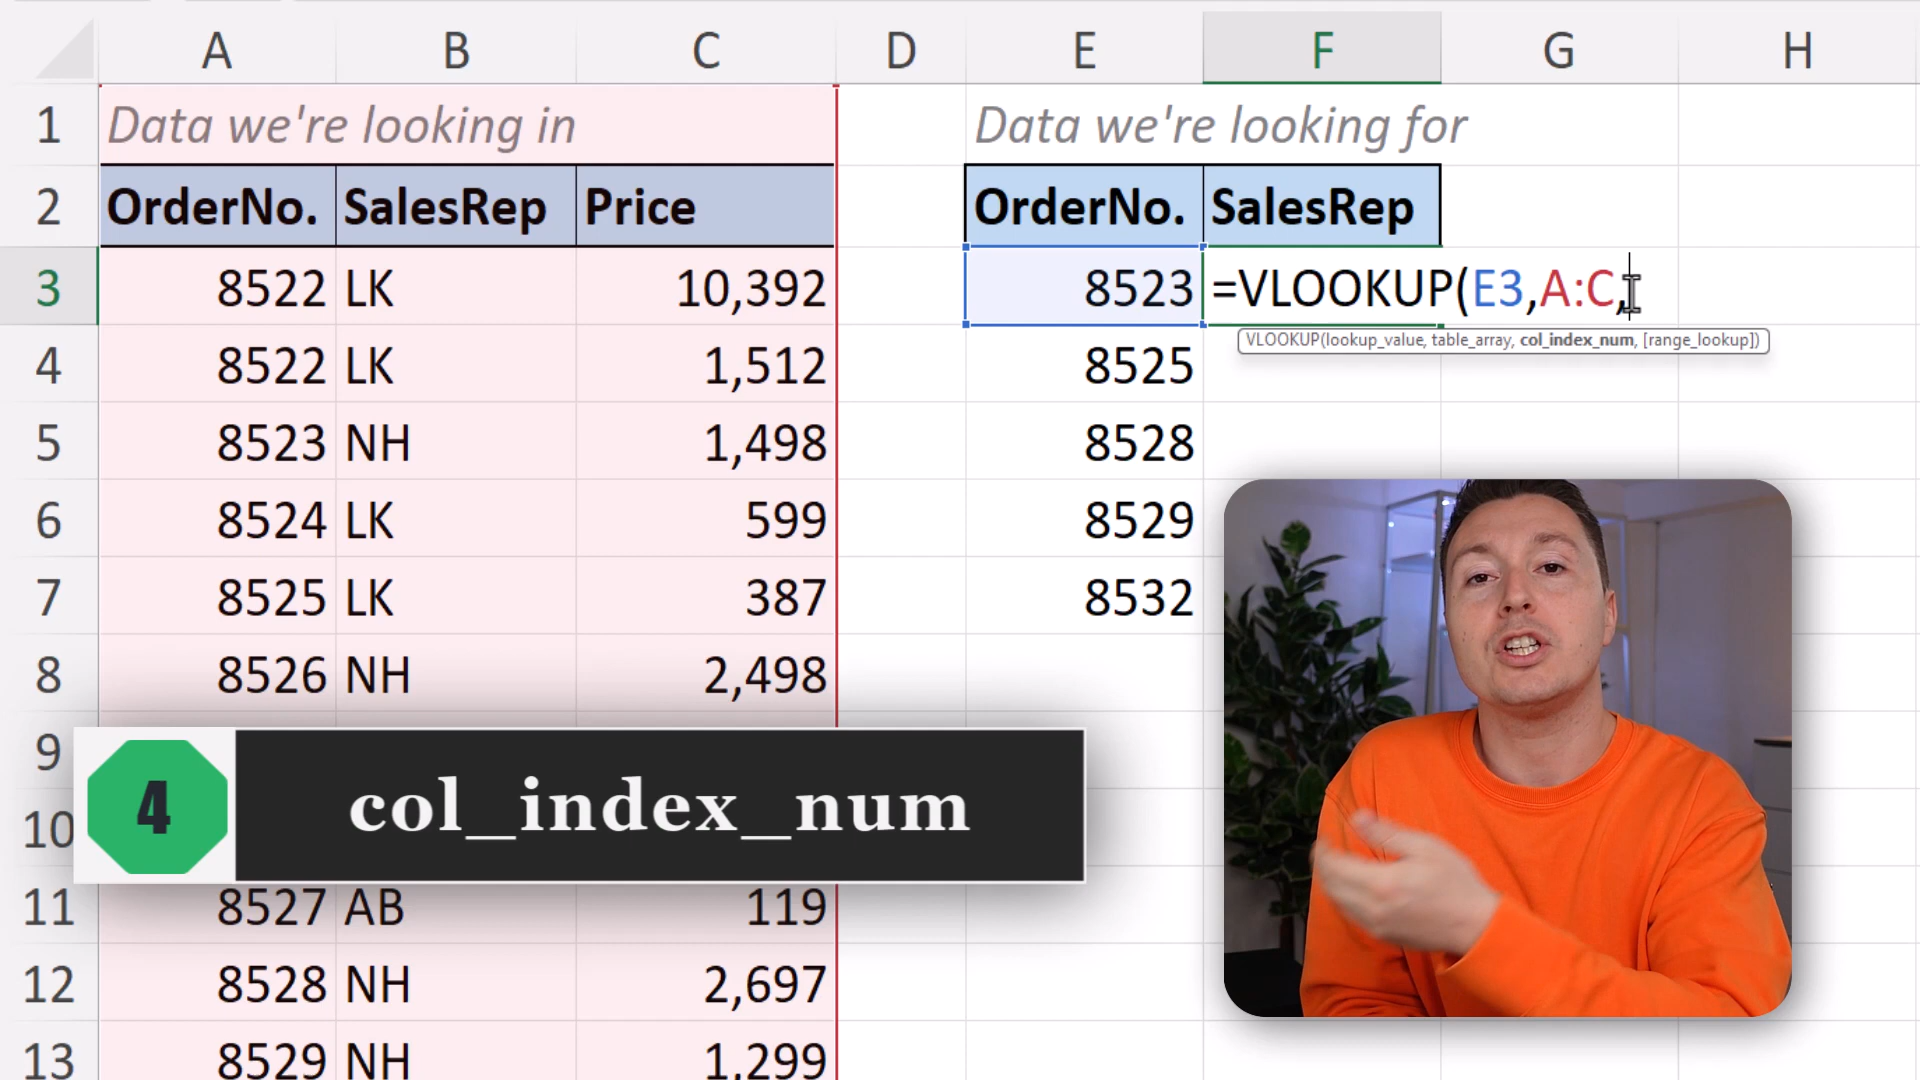 A B C D E F G H
1 Data we're looking in Data we're looking for
2 OrderNo. SalesRep Price OrderNo. SalesRep
3 8522 LK 10,392 8523 =VLOOKUP(E3,A:C,
VLOOKUP(lookup_value, table_array, col_index_num, [range_lookup])
4 8522 LK 1,512 8525
5 8523 NH 1,498 8528
6 8524 LK 599 8529
7 8525 LK 387 8532
8 8526 NH 2,498
9
4 col_index_num
10
11 8527 AB 119
12 8528 NH 2,697
13 8529 NH 1,299